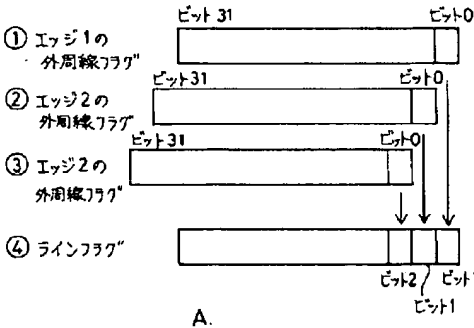 ビット31 ビット0
① エッジ1の
外周線フラグ
ビット31 ビット0
② エッジ2の
外周線フラグ
ビット31 ビット0
③ エッジ2の
外周線フラグ
④ ラインフラグ
ビット2 ビット1
ビット1
A.